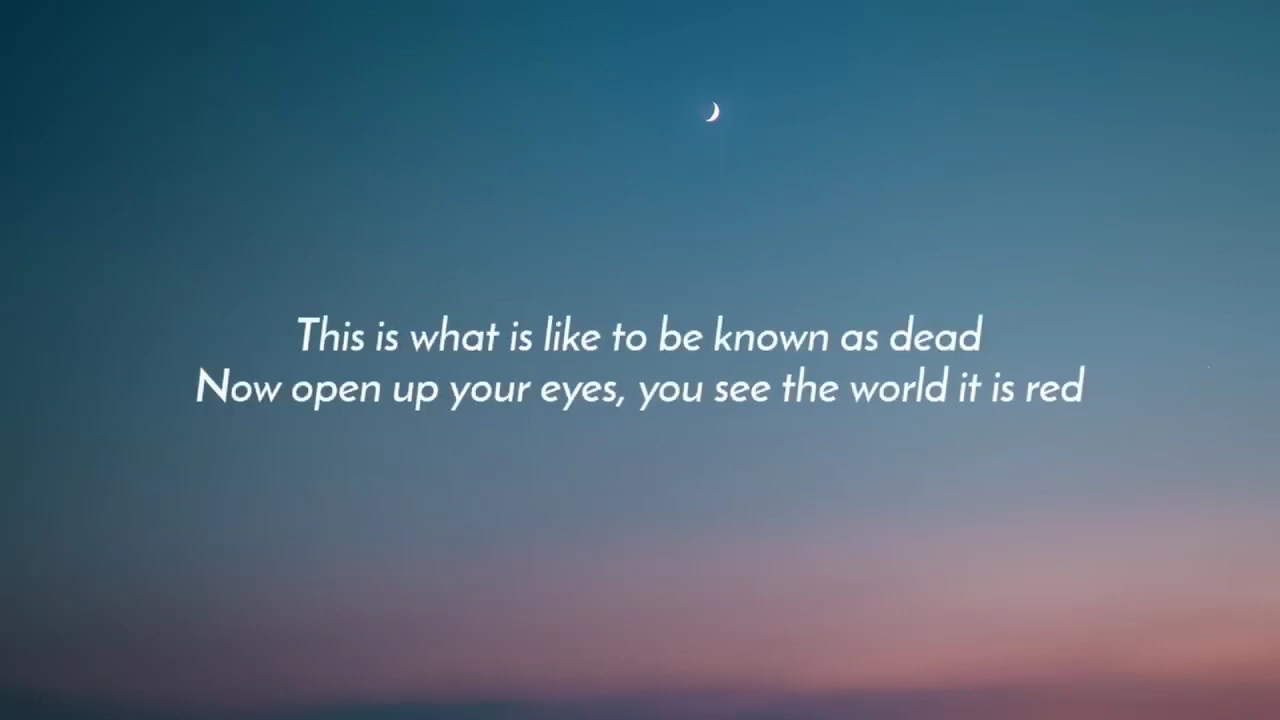 This is what is like to be known as dead
Now open up your eyes, you see the world it is red